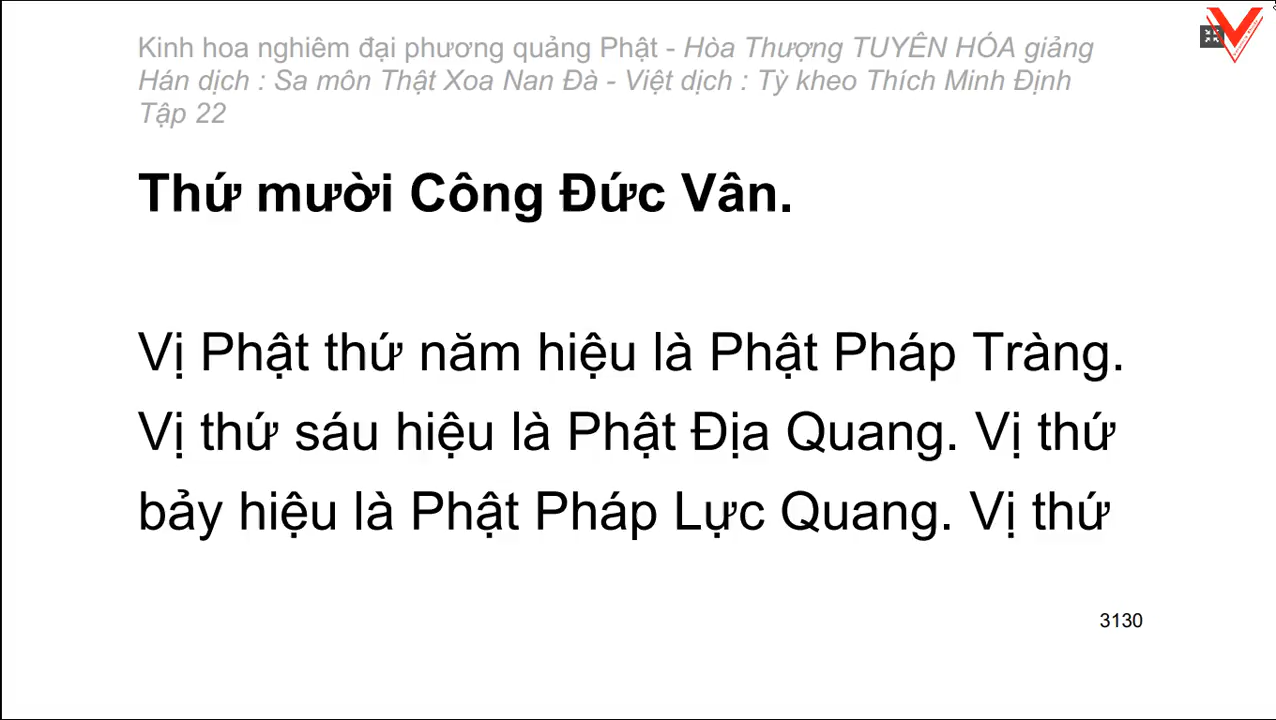 Kinh hoa nghiêm đại phương quảng Phật - Hòa Thượng TUYÊN HÓA giảng
Hán dịch : Sa môn Thật Xoa Nan Đà - Việt dịch : Tỳ kheo Thích Minh Định
Tập 22
Thứ mười Công Đức Vân.
Vị Phật thứ năm hiệu là Phật Pháp Tràng.
Vị thứ sáu hiệu là Phật Địa Quang. Vị thứ
bảy hiệu là Phật Pháp Lực Quang. Vị thứ
3130